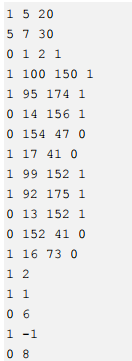 1 5 20
5 7 30
0 1 2 1
1 100 150 1
1 95 174 1
0 14 156 1
0 154 47 0
1 17 41 0
1 99 152 1
1 92 175 1
0 13 152 1
0 152 41 0
1 16 73 0
1 2
1 1
0 6
1 -1
0 8